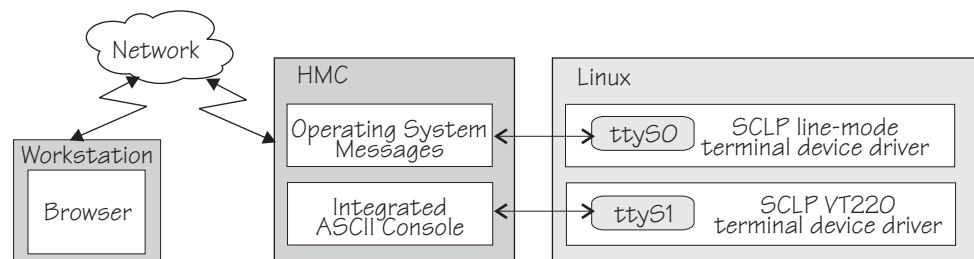 Network
Workstation
Browser
HMC
Operating System
Messages
Integrated
ASCII Console
Linux
ttyS0
SCLP line-mode
terminal device driver
ttyS1
SCLP VT220
terminal device driver